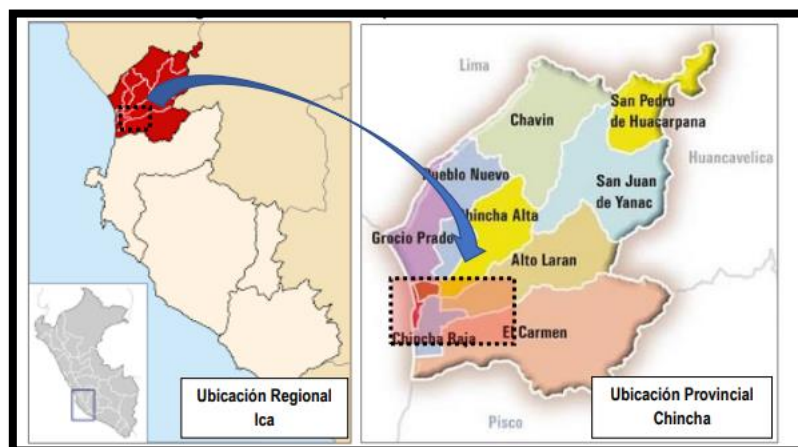 Ubicación Regional
Ica
Lima
San Pedro
de Huacarpana
Chavin
Huancavelica
Pueblo Nuevo
San Juan
de Yanac
Chincha Alta
Grocio Prado
Alto Laran
Chincha Baja
El Carmen
Pisco
Ubicación Provincial
Chincha